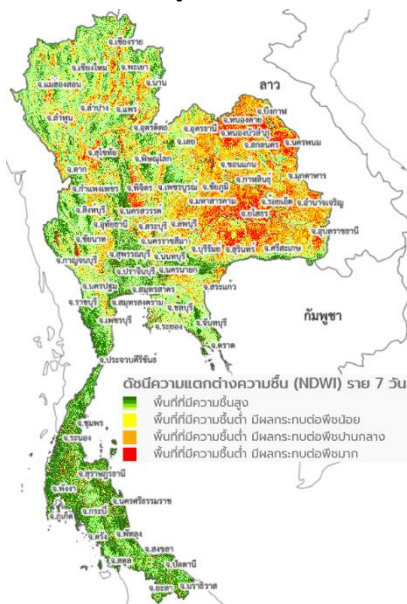 จ.เชียงราย
จ.เชียงใหม่
จ.พะเยา
จ.แม่ฮ่องสอน
จ.น่าน
จ.ลำปาง
จ.แพร่
จ.ลำพูน
จ.อุตรดิตถ์
จ.สุโขทัย
จ.ตาก
จ.พิษณุโลก
จ.กำแพงเพชร
จ.พิจิตร
จ.เพชรบูรณ์
ลาว
จ.บึงกาฬ
จ.หนองคาย
จ.อุดรธานี
จ.หนองบัวลำภู
จ.เลย
จ.สกลนคร
จ.นครพนม
จ.ขอนแก่น
จ.มุกดาหาร
จ.กาฬสินธุ์
จ.ชัยภูมิ
จ.มหาสารคาม
จ.ร้อยเอ็ด
จ.อำนาจเจริญ
จ.ยโสธร
จ.อุบลราชธานี
จ.บุรีรัมย์
จ.สุรินทร์
จ.ศรีสะเกษ
จ.สิงห์บุรี
จ.นครสวรรค์
จ.อุทัยธานี
จ.สระบุรี
จ.ลพบุรี
จ.ชัยนาท
จ.นครราชสีมา
จ.สุพรรณบุรี
จ.นนทบุรี
จ.กาญจนบุรี
จ.ปราจีนบุรี
จ.นครนายก
จ.สระแก้ว
จ.นครปฐม
จ.สมุทรสาคร
จ.ราชบุรี
จ.สมุทรสงคราม
จ.ชลบุรี
จ.เพชรบุรี
จ.ระยอง
จ.จันทบุรี
จ.ตราด
กัมพูชา
จ.ประจวบคีรีขันธ์
ดัชนีความแตกต่างความชื้น (NDWI) ราย 7 วัน
พื้นที่ที่มีความชื้นสูง
พื้นที่ที่มีความชื้นต่ำ มีผลกระทบต่อพืชน้อย
พื้นที่ที่มีความชื้นต่ำ มีผลกระทบต่อพืชปานกลาง
พื้นที่ที่มีความชื้นต่ำ มีผลกระทบต่อพืชมาก
จ.ชุมพร
จ.ระนอง
จ.สุราษฎร์ธานี
จ.พังงา
จ.นครศรีธรรมราช
จ.กระบี่
จ.ภูเก็ต
จ.ตรัง
จ.พัทลุง
จ.สงขลา
จ.สตูล
จ.ปัตตานี
จ.ยะลา
จ.นราธิวาส